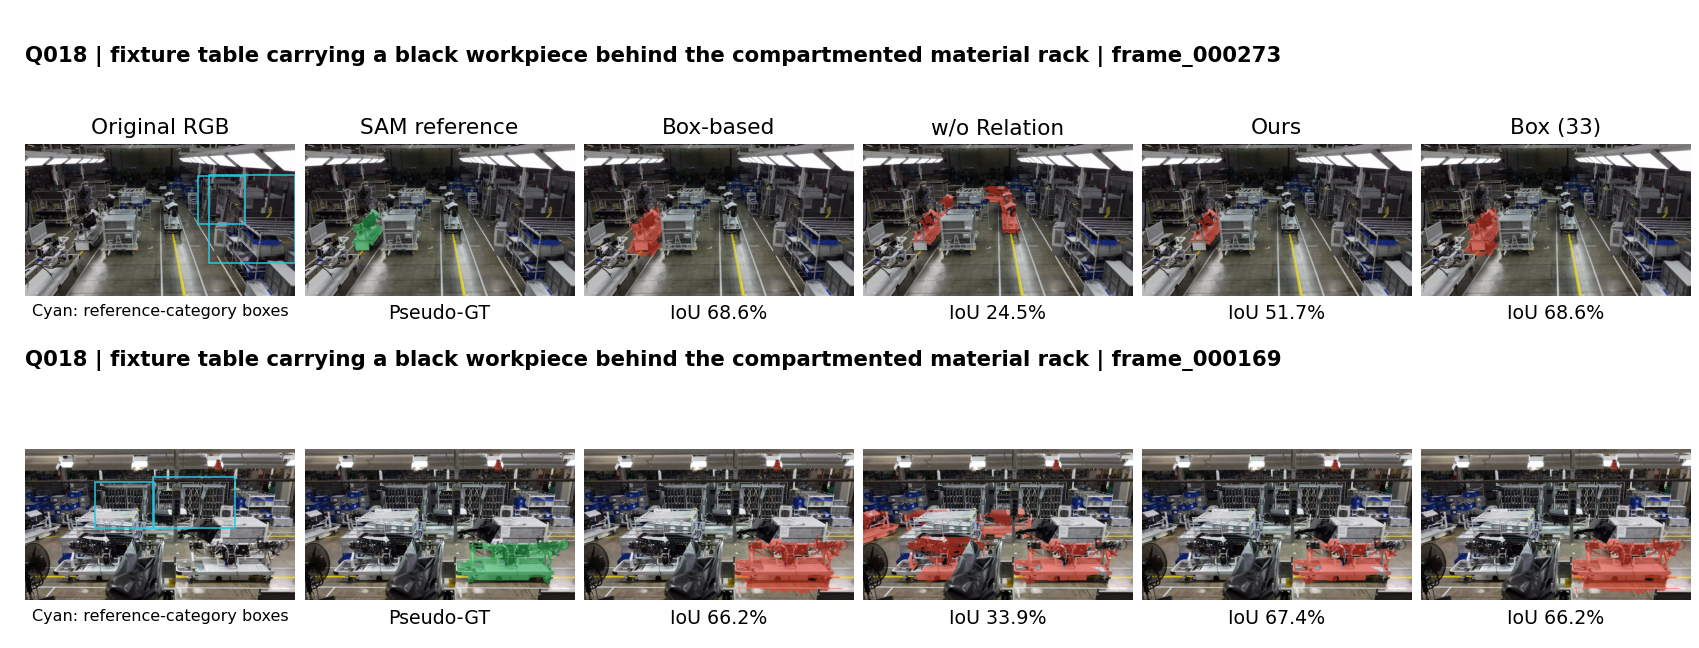 Q018 | fixture table carrying a black workpiece behind the compartmented material rack | frame_000273
Original RGB SAM reference Box-based w/o Relation Ours Box (33)
Cyan: reference-category boxes Pseudo-GT IoU 68.6% IoU 24.5% IoU 51.7% IoU 68.6%
Q018 | fixture table carrying a black workpiece behind the compartmented material rack | frame_000169
Cyan: reference-category boxes Pseudo-GT IoU 66.2% IoU 33.9% IoU 67.4% IoU 66.2%